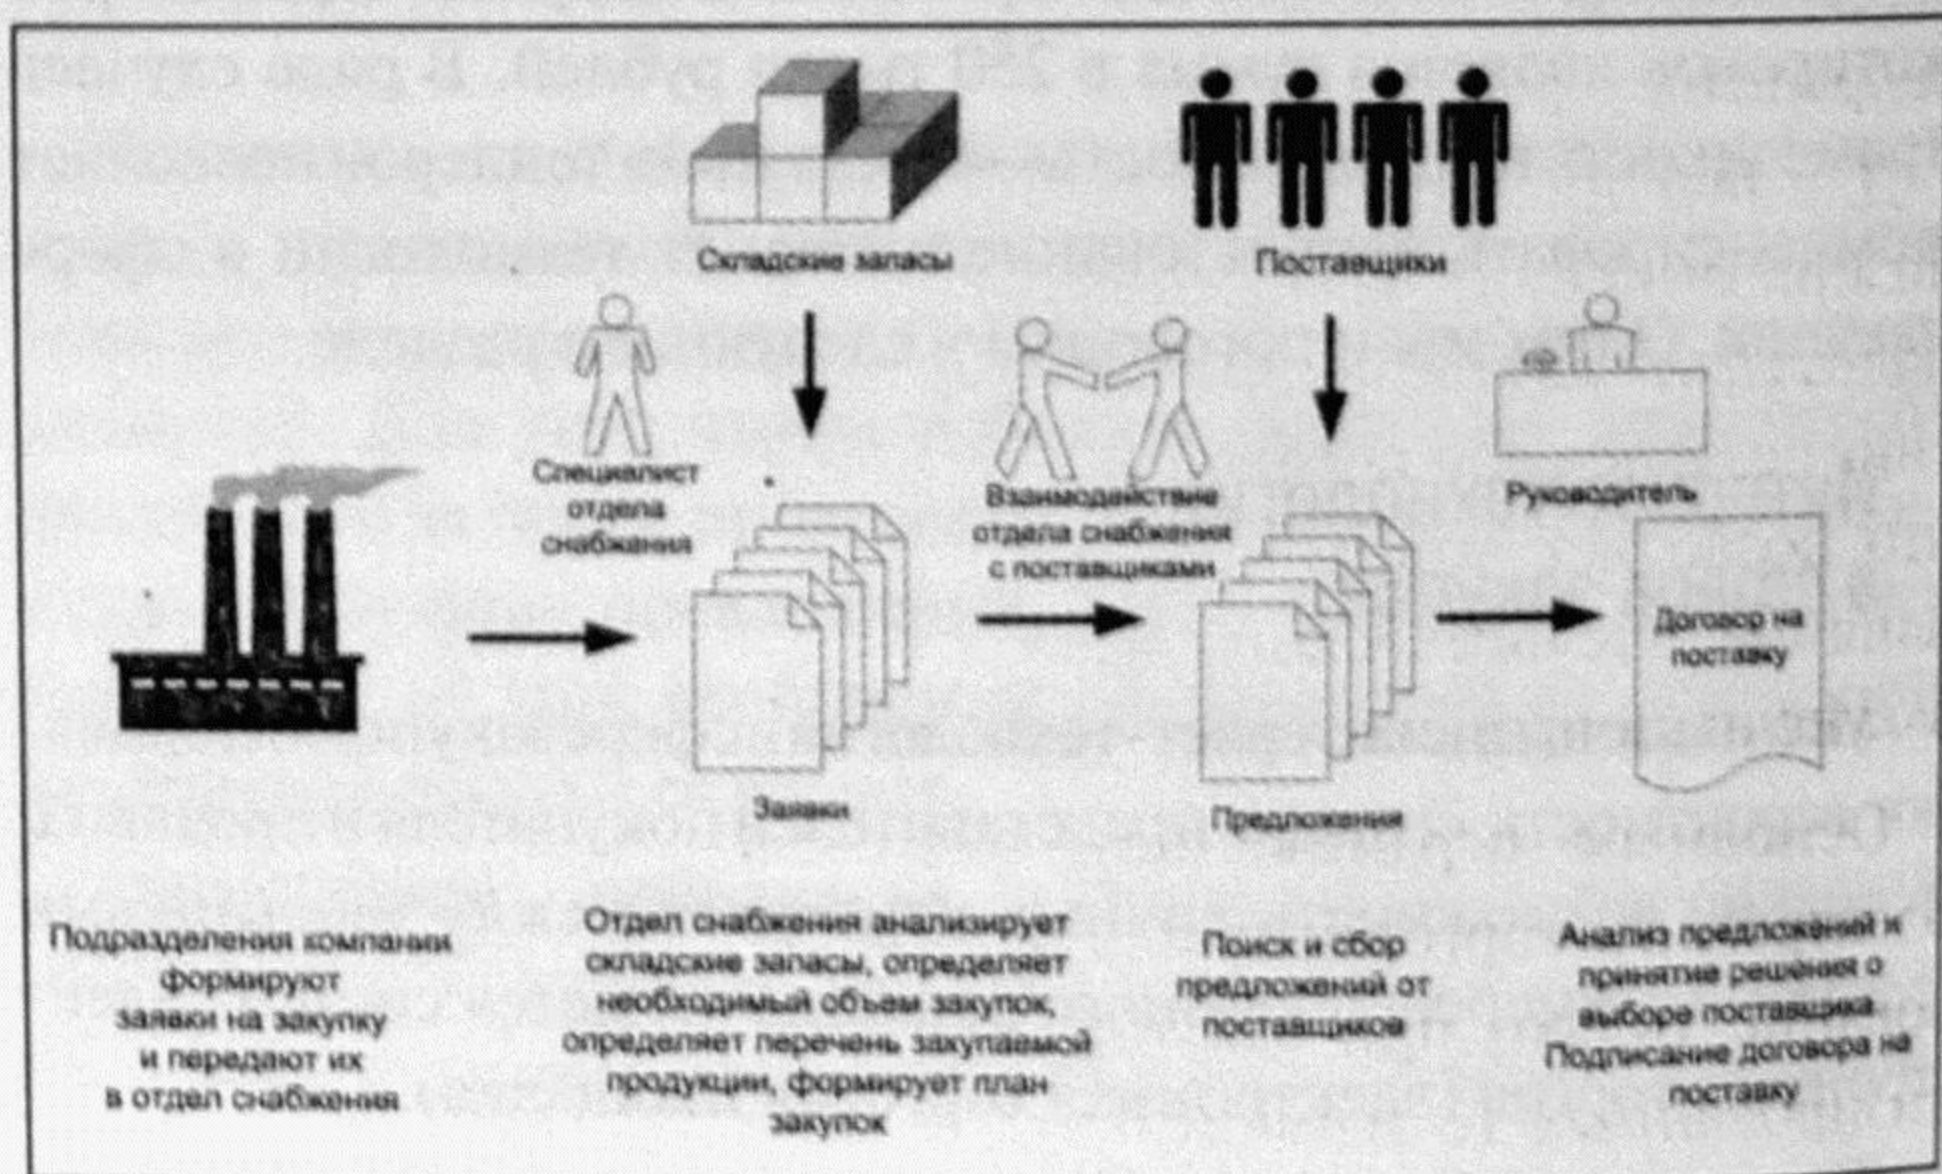 Складские запасы
Поставщики
Специалист
отдела
снабжения
Взаимодействие
отдела снабжения
с поставщиками
Руководитель
Договор на
поставку
Заявки
Предложения
Подразделения компании
формируют
заявки на закупку
и передают их
в отдел снабжения
Отдел снабжения анализирует
складские запасы, определяет
необходимый объем закупок,
определяет перечень закупаемой
продукции, формирует план
закупок
Поиск и сбор
предложений от
поставщиков
Анализ предложений и
принятие решения о
выборе поставщика
Подписание договора на
поставку